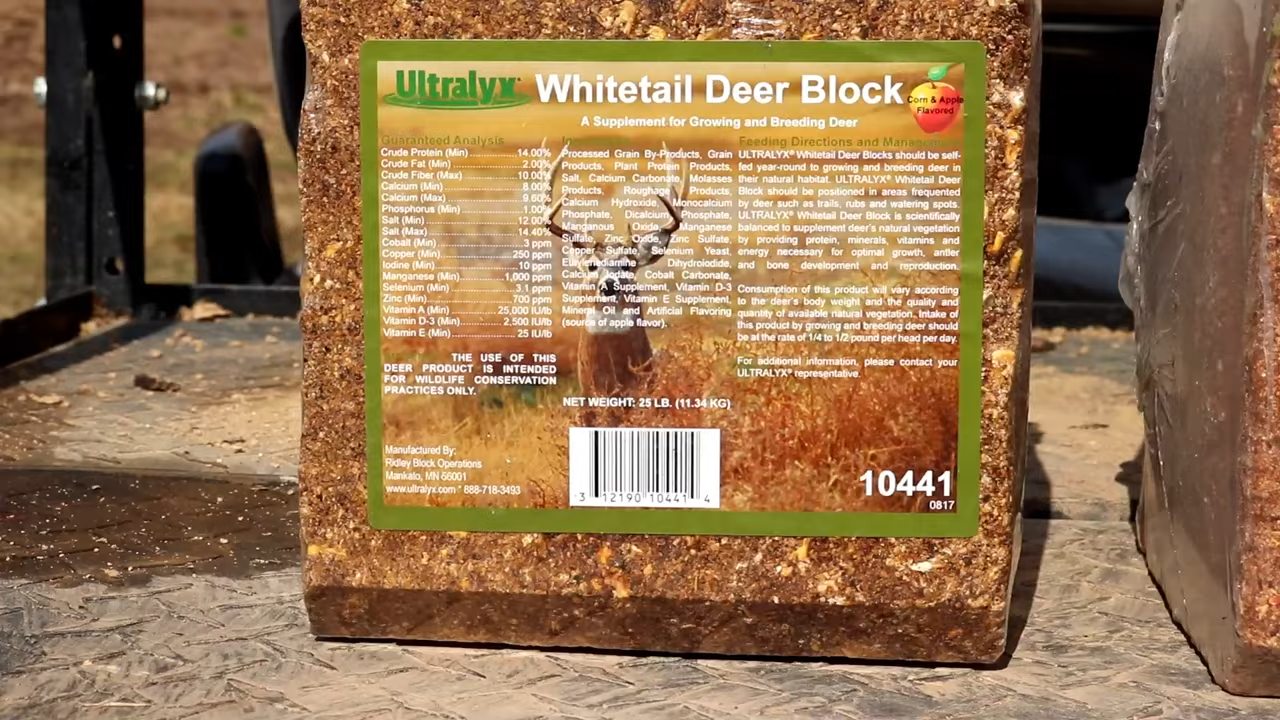 Ultralyx
Whitetail Deer Block
Corn & Apple
Flavored
A Supplement for Growing and Breeding Deer
Guaranteed Analysis
Crude Protein (Min) 14.00%
Crude Fat (Min) 2.00%
Crude Fiber (Max) 10.00%
Calcium (Min) 8.00%
Calcium (Max) 9.60%
Phosphorus (Min) 1.00%
Salt (Min) 12.00%
Salt (Max) 14.40%
Cobalt (Min) 3 ppm
Copper (Min) 250 ppm
Iodine (Min) 10 ppm
Manganese (Min) 1,000 ppm
Selenium (Min) 3.1 ppm
Zinc (Min) 700 ppm
Vitamin A (Min) 25,000 IU/lb
Vitamin D-3 (Min) 2,500 IU/lb
Vitamin E (Min) 25 IU/lb
THE USE OF THIS
DEER PRODUCT IS INTENDED
FOR WILDLIFE CONSERVATION
PRACTICES ONLY.
Manufactured By:
Ridley Block Operations
Mankato, MN 56001
www.ultralyx.com * 888-718-3493
Processed Grain By-Products, Grain
Products, Plant Protein Products,
Salt, Calcium Carbonate, Molasses
Products, Roughage Products,
Calcium Hydroxide, Monocalcium
Phosphate, Dicalcium Phosphate,
Manganous Oxide, Manganese
Sulfate, Zinc Oxide, Zinc Sulfate,
Copper Sulfate, Selenium Yeast,
Ethylenediamine Dihydroiodide,
Calcium Iodate, Cobalt Carbonate,
Vitamin A Supplement, Vitamin D-3
Supplement, Vitamin E Supplement,
Mineral Oil and Artificial Flavoring
(source of apple flavor).
NET WEIGHT: 25 LB. (11.34 KG)
3 12190 10441 4
Feeding Directions and Management
ULTRALYX® Whitetail Deer Blocks should be self-
fed year-round to growing and breeding deer in
their natural habitat. ULTRALYX® Whitetail Deer
Block should be positioned in areas frequented
by deer such as trails, rubs and watering spots.
ULTRALYX® Whitetail Deer Block is scientifically
balanced to supplement deer's natural vegetation
by providing protein, minerals, vitamins and
energy necessary for optimal growth, antler
and bone development and reproduction.
Consumption of this product will vary according
to the deer's body weight and the quality and
quantity of available natural vegetation. Intake of
this product by growing and breeding deer should
be at the rate of 1/4 to 1/2 pound per head per day.
For additional information, please contact your
ULTRALYX® representative.
10441
0817